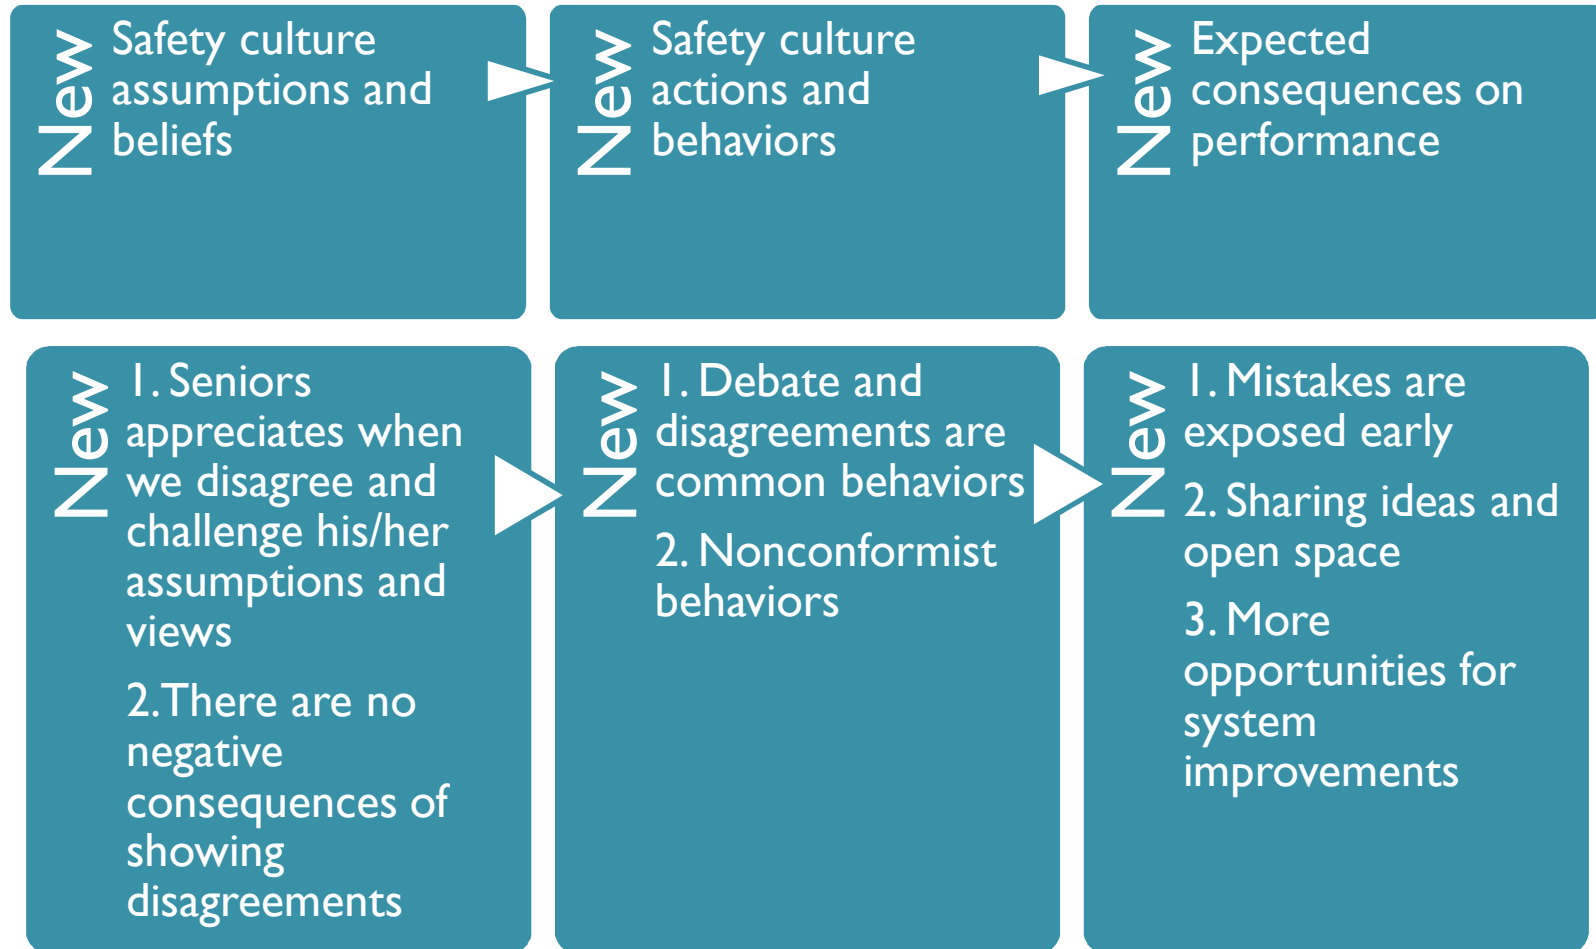 New
Safety culture
assumptions and
beliefs
New
Safety culture
actions and
behaviors
New
Expected
consequences on
performance
New
1. Seniors
appreciates when
we disagree and
challenge his/her
assumptions and
views
2.There are no
negative
consequences of
showing
disagreements
New
1. Debate and
disagreements are
common behaviors
2. Nonconformist
behaviors
New
1. Mistakes are
exposed early
2. Sharing ideas and
open space
3. More
opportunities for
system
improvements